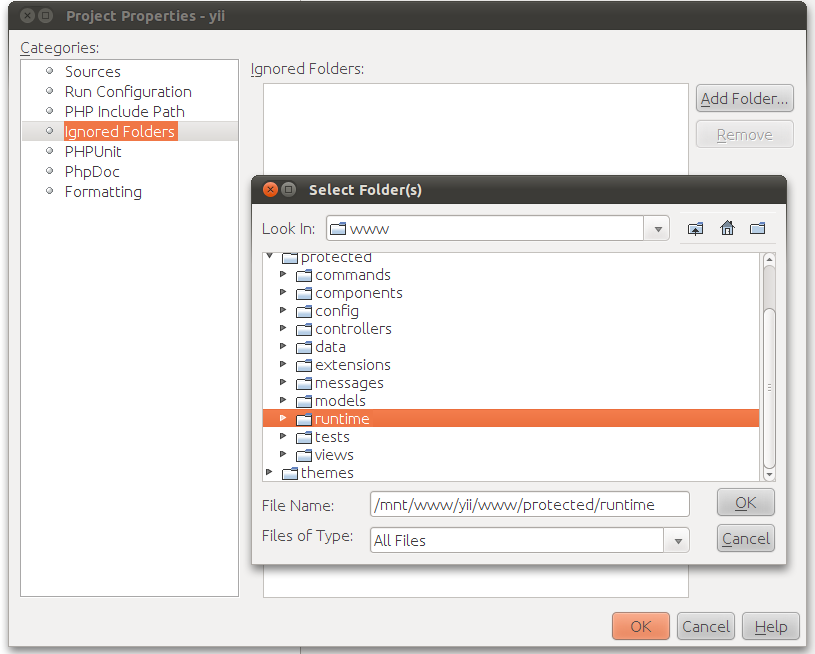 Project Properties - yii
Categories:
Sources
Run Configuration
PHP Include Path
Ignored Folders
PHPUnit
PhpDoc
Formatting
Ignored Folders:
Add Folder...
Remove
Select Folder(s)
Look In:
www
protected
commands
components
config
controllers
data
extensions
messages
models
runtime
tests
views
themes
File Name:
/mnt/www/yii/www/protected/runtime
OK
Files of Type:
All Files
Cancel
OK
Cancel
Help